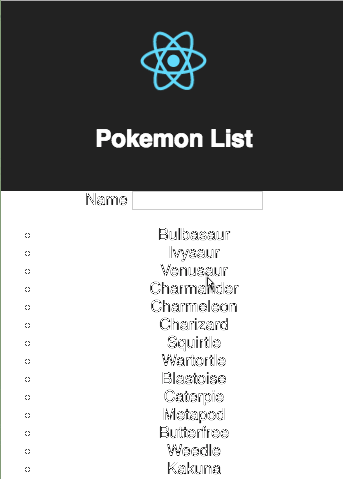 Pokemon List
Name
Bulbasaur
Ivysaur
Venusaur
Charmander
Charmeleon
Charizard
Squirtle
Wartortle
Blastoise
Caterpie
Metapod
Butterfree
Weedle
Kakuna